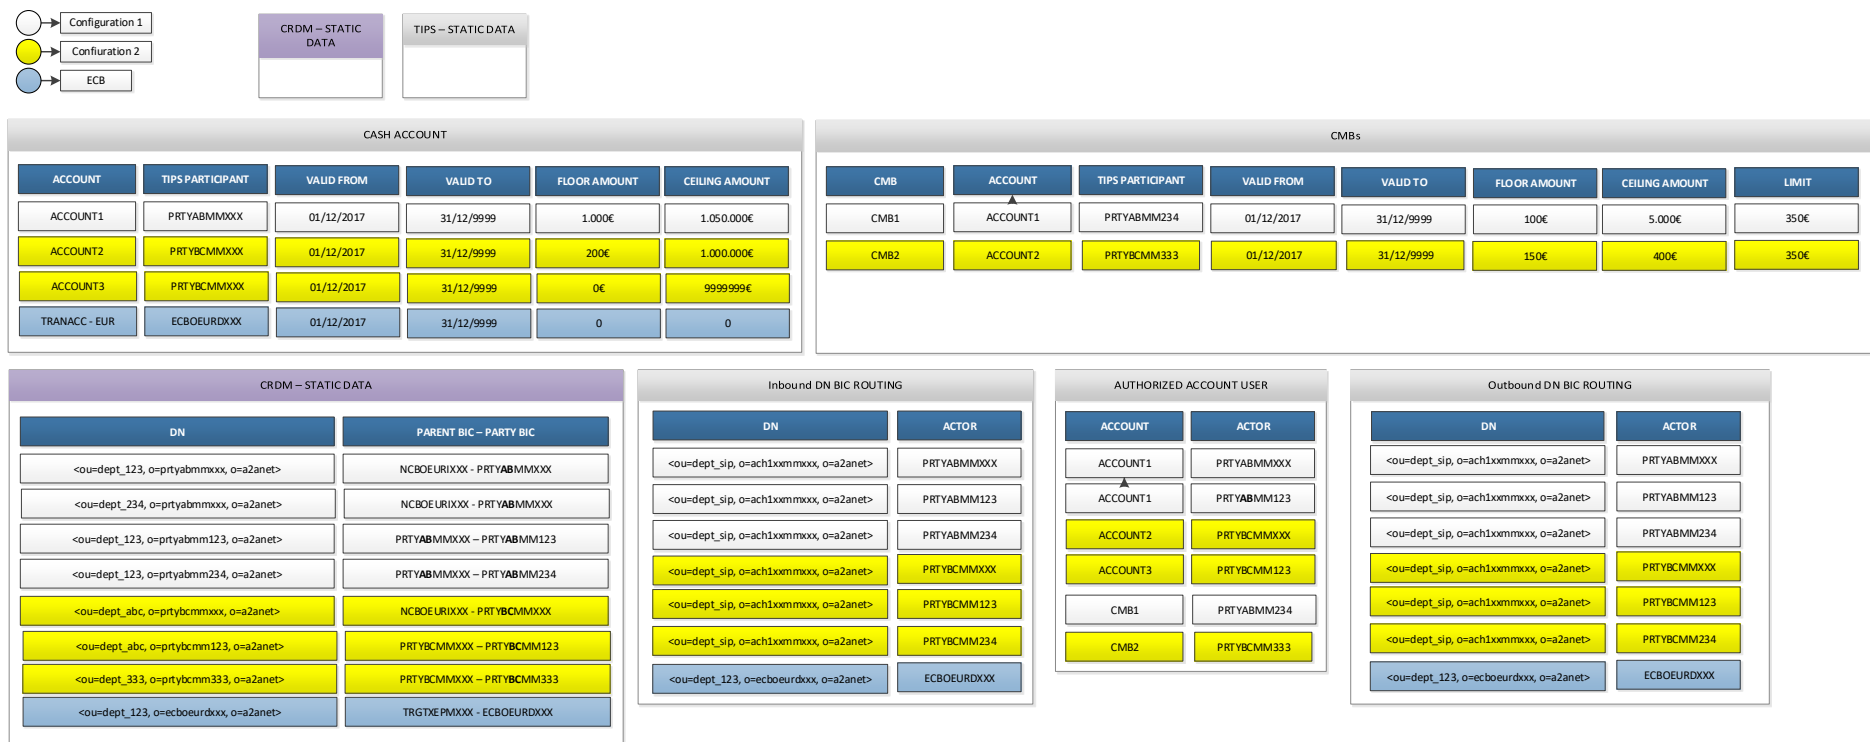 Configuration 1
Confiuration 2
ECB
CRDM – STATIC
DATA
TIPS – STATIC DATA
CASH ACCOUNT
ACCOUNT TIPS PARTICIPANT VALID FROM VALID TO FLOOR AMOUNT CEILING AMOUNT
ACCOUNT1 PRTYABMMXXX 01/12/2017 31/12/9999 1.000€ 1.050.000€
ACCOUNT2 PRTYBCMMXXX 01/12/2017 31/12/9999 200€ 1.000.000€
ACCOUNT3 PRTYBCMMXXX 01/12/2017 31/12/9999 0€ 9999999€
TRANACC - EUR ECBOEURDXXX 01/12/2017 31/12/9999 0 0
CMBs
CMB ACCOUNT TIPS PARTICIPANT VALID FROM VALID TO FLOOR AMOUNT CEILING AMOUNT LIMIT
CMB1 ACCOUNT1 PRTYABMM234 01/12/2017 31/12/9999 100€ 5.000€ 350€
CMB2 ACCOUNT2 PRTYBCMM333 01/12/2017 31/12/9999 150€ 400€ 350€
CRDM – STATIC DATA
DN PARENT BIC – PARTY BIC
<ou=dept_123, o=prtyabmmxxx, o=a2anet> NCBOEURIXXX - PRTYABMMXXX
<ou=dept_234, o=prtyabmmxxx, o=a2anet> NCBOEURIXXX - PRTYABMMXXX
<ou=dept_123, o=prtyabmm123, o=a2anet> PRTYABMMXXX – PRTYABMM123
<ou=dept_123, o=prtyabmm234, o=a2anet> PRTYABMMXXX – PRTYABMM234
<ou=dept_abc, o=prtybcmmxxx, o=a2anet> NCBOEURIXXX - PRTYBCMMXXX
<ou=dept_abc, o=prtybcmm123, o=a2anet> PRTYBCMMXXX – PRTYBCMM123
<ou=dept_333, o=prtybcmm333, o=a2anet> PRTYBCMMXXX – PRTYBCMM333
<ou=dept_123, o=ecboeurdxxx, o=a2anet> TRGTXEPMXXX - ECBOEURDXXX
Inbound DN BIC ROUTING
DN ACTOR
<ou=dept_sip, o=ach1xxmmxxx, o=a2anet> PRTYABMMXXX
<ou=dept_sip, o=ach1xxmmxxx, o=a2anet> PRTYABMM123
<ou=dept_sip, o=ach1xxmmxxx, o=a2anet> PRTYABMM234
<ou=dept_sip, o=ach1xxmmxxx, o=a2anet> PRTYBCMMXXX
<ou=dept_sip, o=ach1xxmmxxx, o=a2anet> PRTYBCMM123
<ou=dept_sip, o=ach1xxmmxxx, o=a2anet> PRTYBCMM234
<ou=dept_123, o=ecboeurdxxx, o=a2anet> ECBOEURDXXX
AUTHORIZED ACCOUNT USER
ACCOUNT ACTOR
ACCOUNT1 PRTYABMMXXX
ACCOUNT1 PRTYABMM123
ACCOUNT2 PRTYBCMMXXX
ACCOUNT3 PRTYBCMM123
CMB1 PRTYABMM234
CMB2 PRTYBCMM333
Outbound DN BIC ROUTING
DN ACTOR
<ou=dept_sip, o=ach1xxmmxxx, o=a2anet> PRTYABMMXXX
<ou=dept_sip, o=ach1xxmmxxx, o=a2anet> PRTYABMM123
<ou=dept_sip, o=ach1xxmmxxx, o=a2anet> PRTYABMM234
<ou=dept_sip, o=ach1xxmmxxx, o=a2anet> PRTYBCMMXXX
<ou=dept_sip, o=ach1xxmmxxx, o=a2anet> PRTYBCMM123
<ou=dept_sip, o=ach1xxmmxxx, o=a2anet> PRTYBCMM234
<ou=dept_123, o=ecboeurdxxx, o=a2anet> ECBOEURDXXX